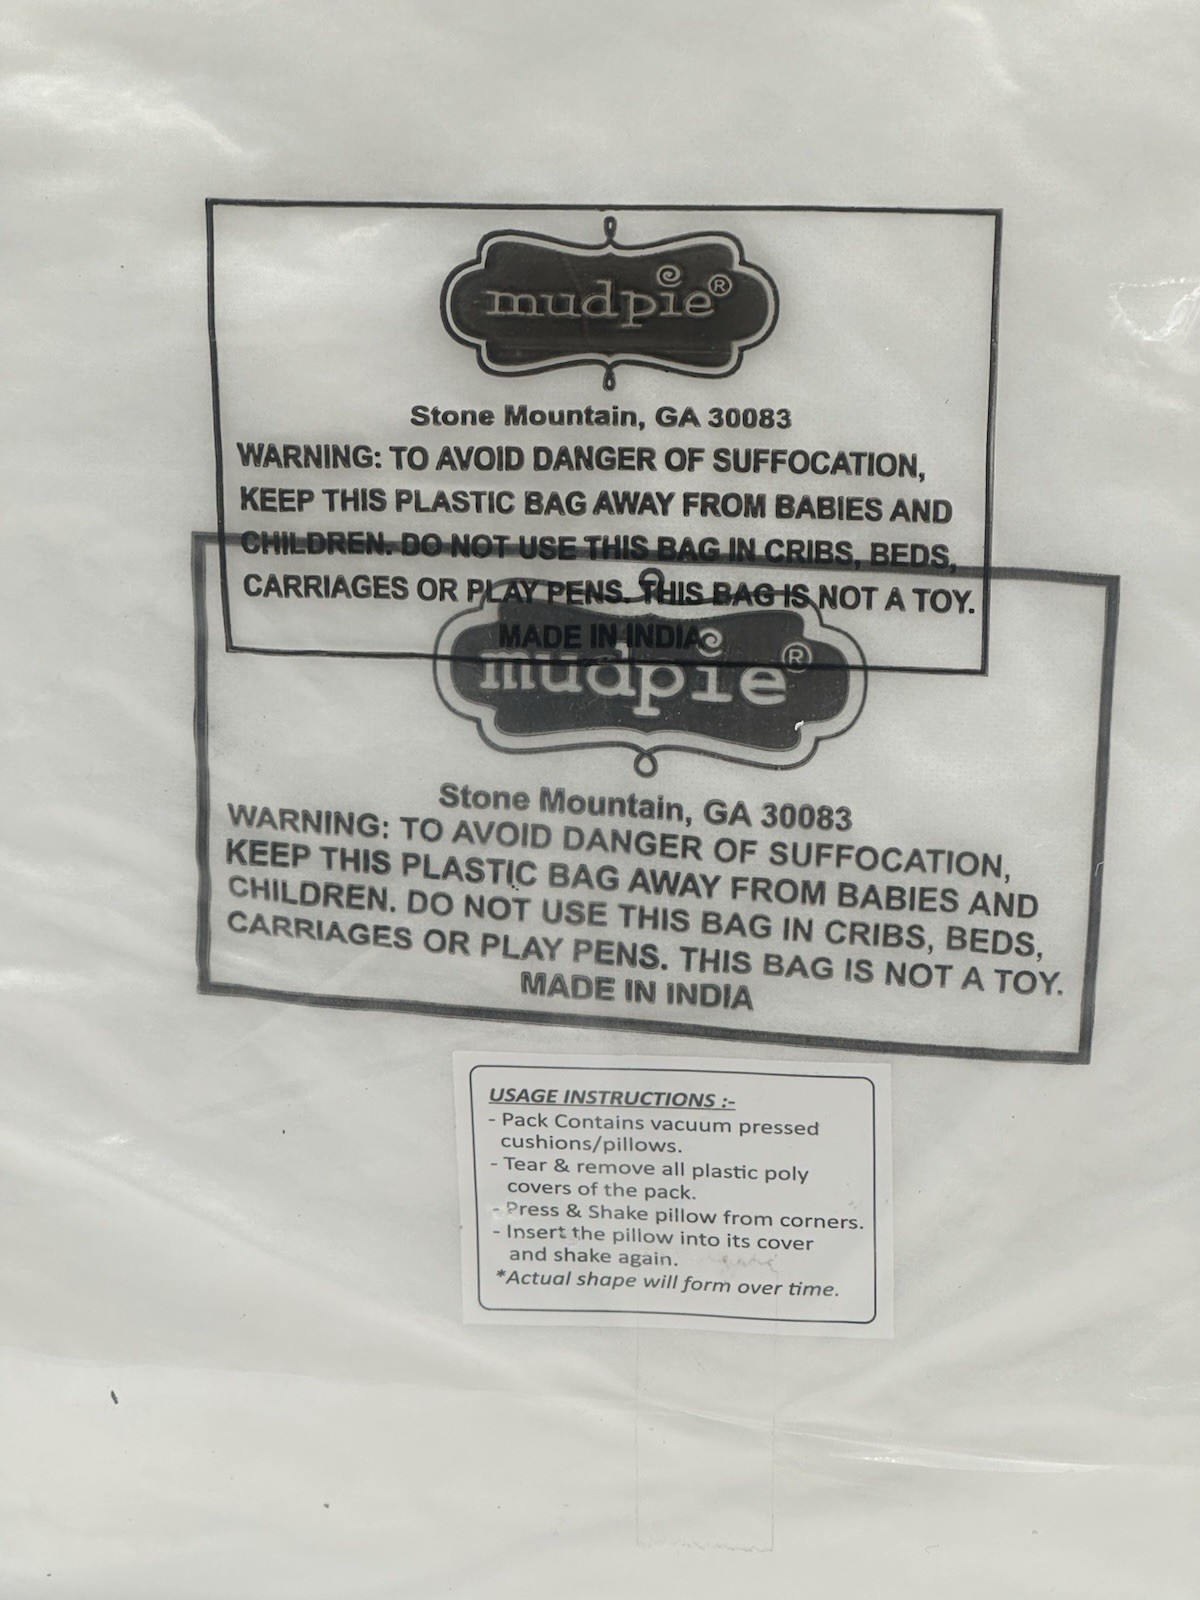 mudpie®
Stone Mountain, GA 30083
WARNING: TO AVOID DANGER OF SUFFOCATION,
KEEP THIS PLASTIC BAG AWAY FROM BABIES AND
CHILDREN. DO NOT USE THIS BAG IN CRIBS, BEDS,
CARRIAGES OR PLAY PENS. THIS BAG IS NOT A TOY.
MADE IN INDIA
mudpie®
Stone Mountain, GA 30083
WARNING: TO AVOID DANGER OF SUFFOCATION,
KEEP THIS PLASTIC BAG AWAY FROM BABIES AND
CHILDREN. DO NOT USE THIS BAG IN CRIBS, BEDS,
CARRIAGES OR PLAY PENS. THIS BAG IS NOT A TOY.
MADE IN INDIA
USAGE INSTRUCTIONS :-
- Pack Contains vacuum pressed
cushions/pillows.
- Tear & remove all plastic poly
covers of the pack.
- Press & Shake pillow from corners.
- Insert the pillow into its cover
and shake again.
*Actual shape will form over time.